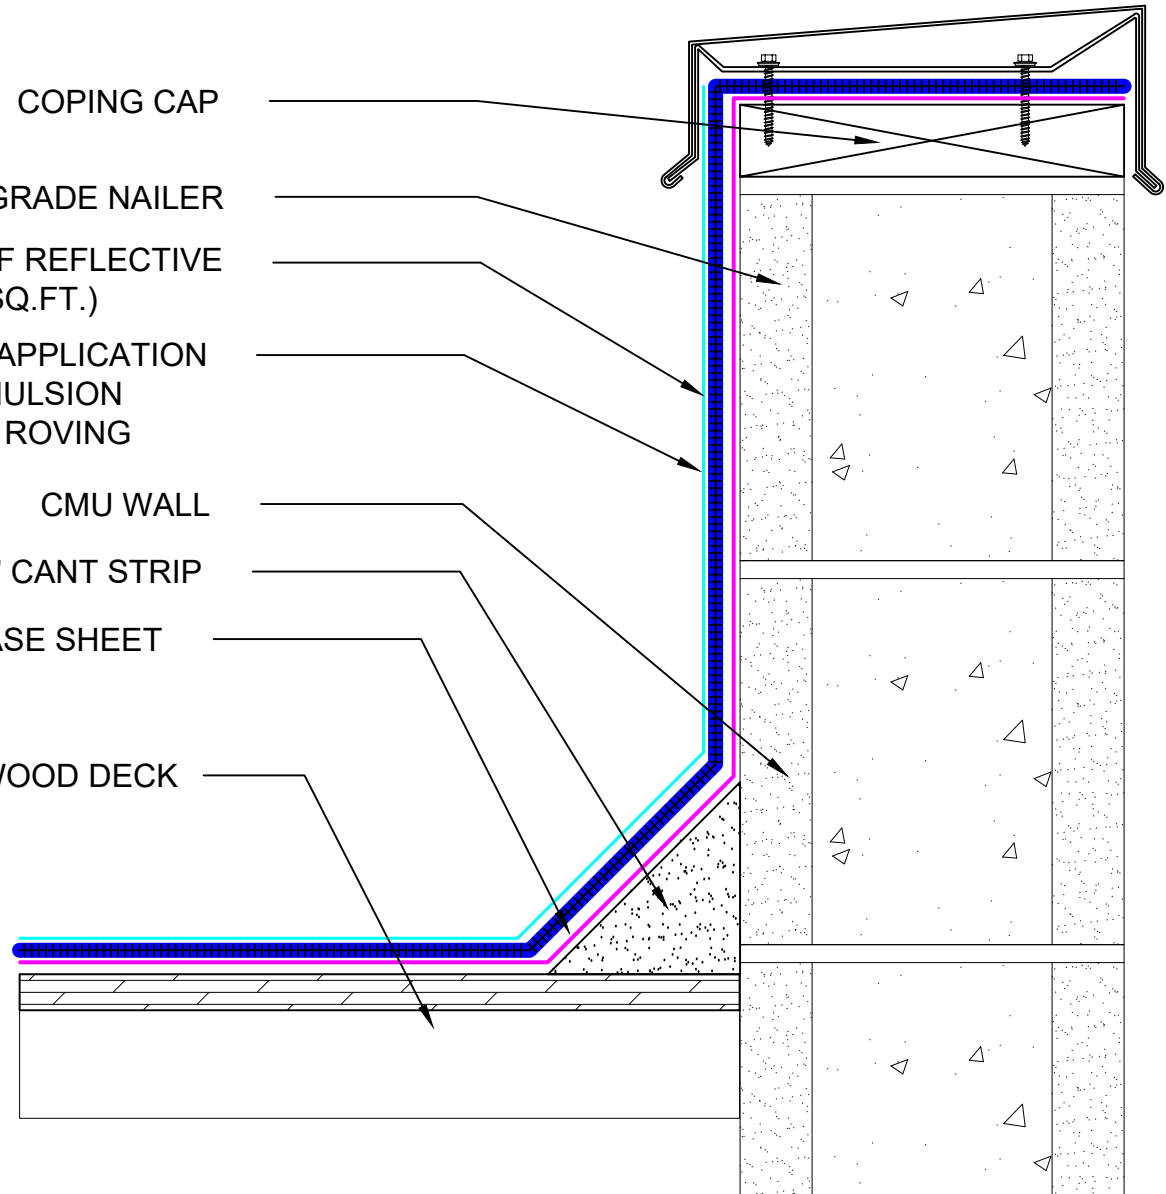 COPING CAP
GRADE NAILER
F REFLECTIVE
SQ.FT.)
APPLICATION
ULSION
ROVING
CMU WALL
CANT STRIP
ASE SHEET
WOOD DECK